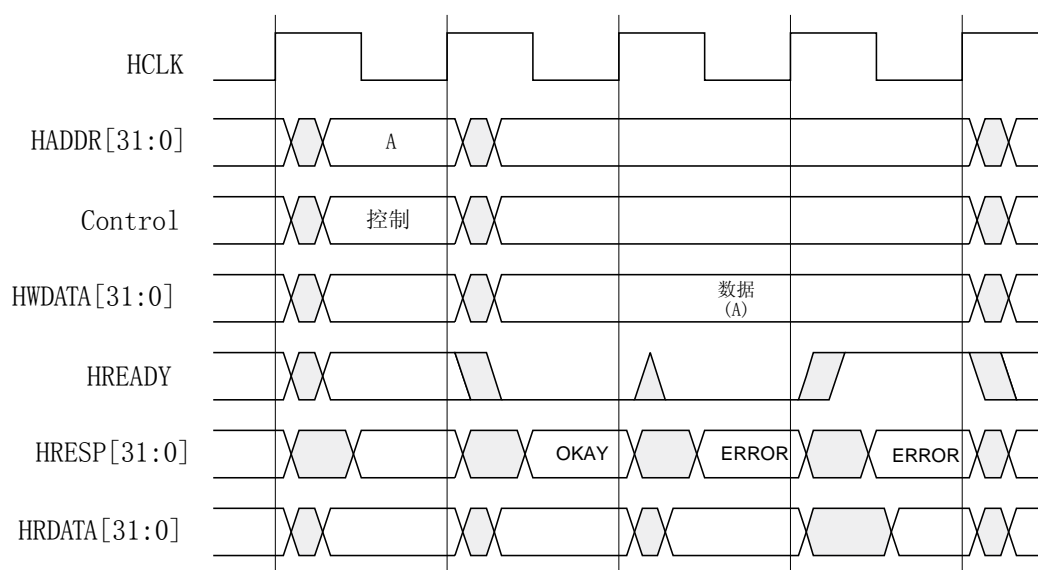 HCLK
HADDR[31:0] A
Control 控制
HWDATA[31:0] 数据
(A)
HREADY
HRESP[31:0] OKAY ERROR ERROR
HRDATA[31:0]